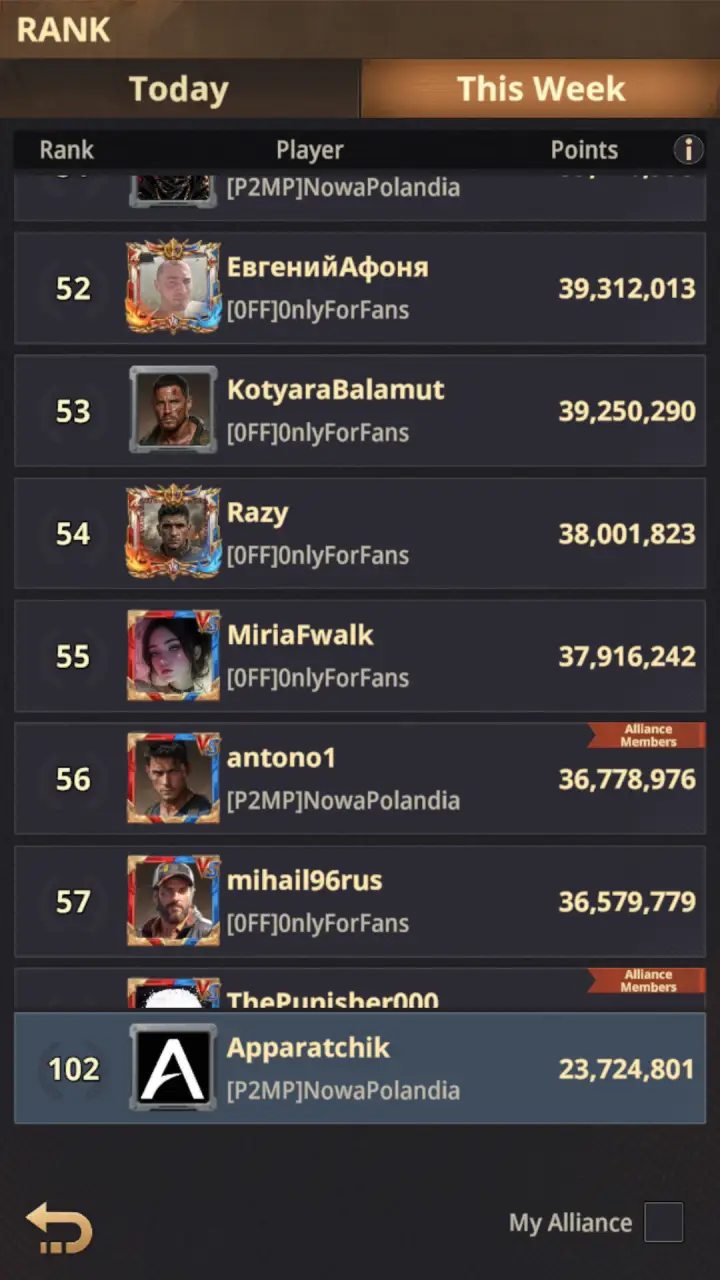 RANK
Today
This Week
Rank Player Points
[P2MP]NowaPolandia
52
ЕвгенийАфоня
[0FF]0nlyForFans
39,312,013
53
KotyaraBalamut
[0FF]0nlyForFans
39,250,290
54
Razy
[0FF]0nlyForFans
38,001,823
55
MiriaFwalk
[0FF]0nlyForFans
37,916,242
56
antono1
[P2MP]NowaPolandia
Alliance
Members
36,778,976
57
mihail96rus
[0FF]0nlyForFans
36,579,779
ThePunisher000
Alliance
Members
102
Apparatchik
[P2MP]NowaPolandia
23,724,801
My Alliance